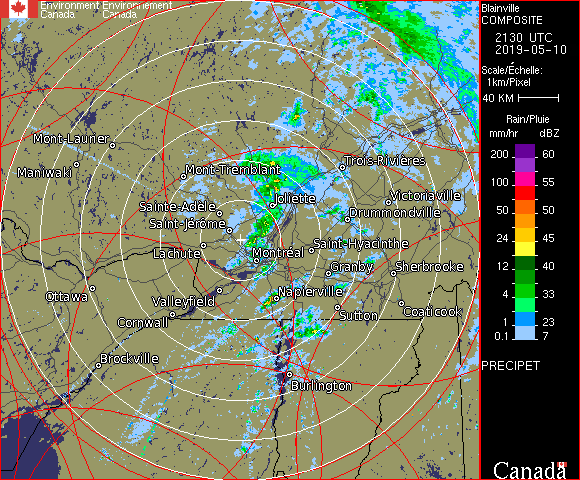 Environment Environnement
Canada Canada
Blainville
COMPOSITE
2130 UTC
2019-05-10
Scale/Échelle:
1km/Pixel
40 KM
Rain/Pluie
mm/hr dBZ
200 60
100 55
50 50
24 45
12 40
4 33
1 23
0.1 7
PRECIPET
Canada
Mont-Laurier
Maniwaki
Mont-Tremblant
Trois-Rivières
Joliette
Victoriaville
Sainte-Adèle
Drummondville
Saint-Jérôme
Lachute
Saint-Hyacinthe
Montréal
Granby
Sherbrooke
Ottawa
Valleyfield
Napierville
Cornwall
Sutton
Coaticook
Brockville
Burlington